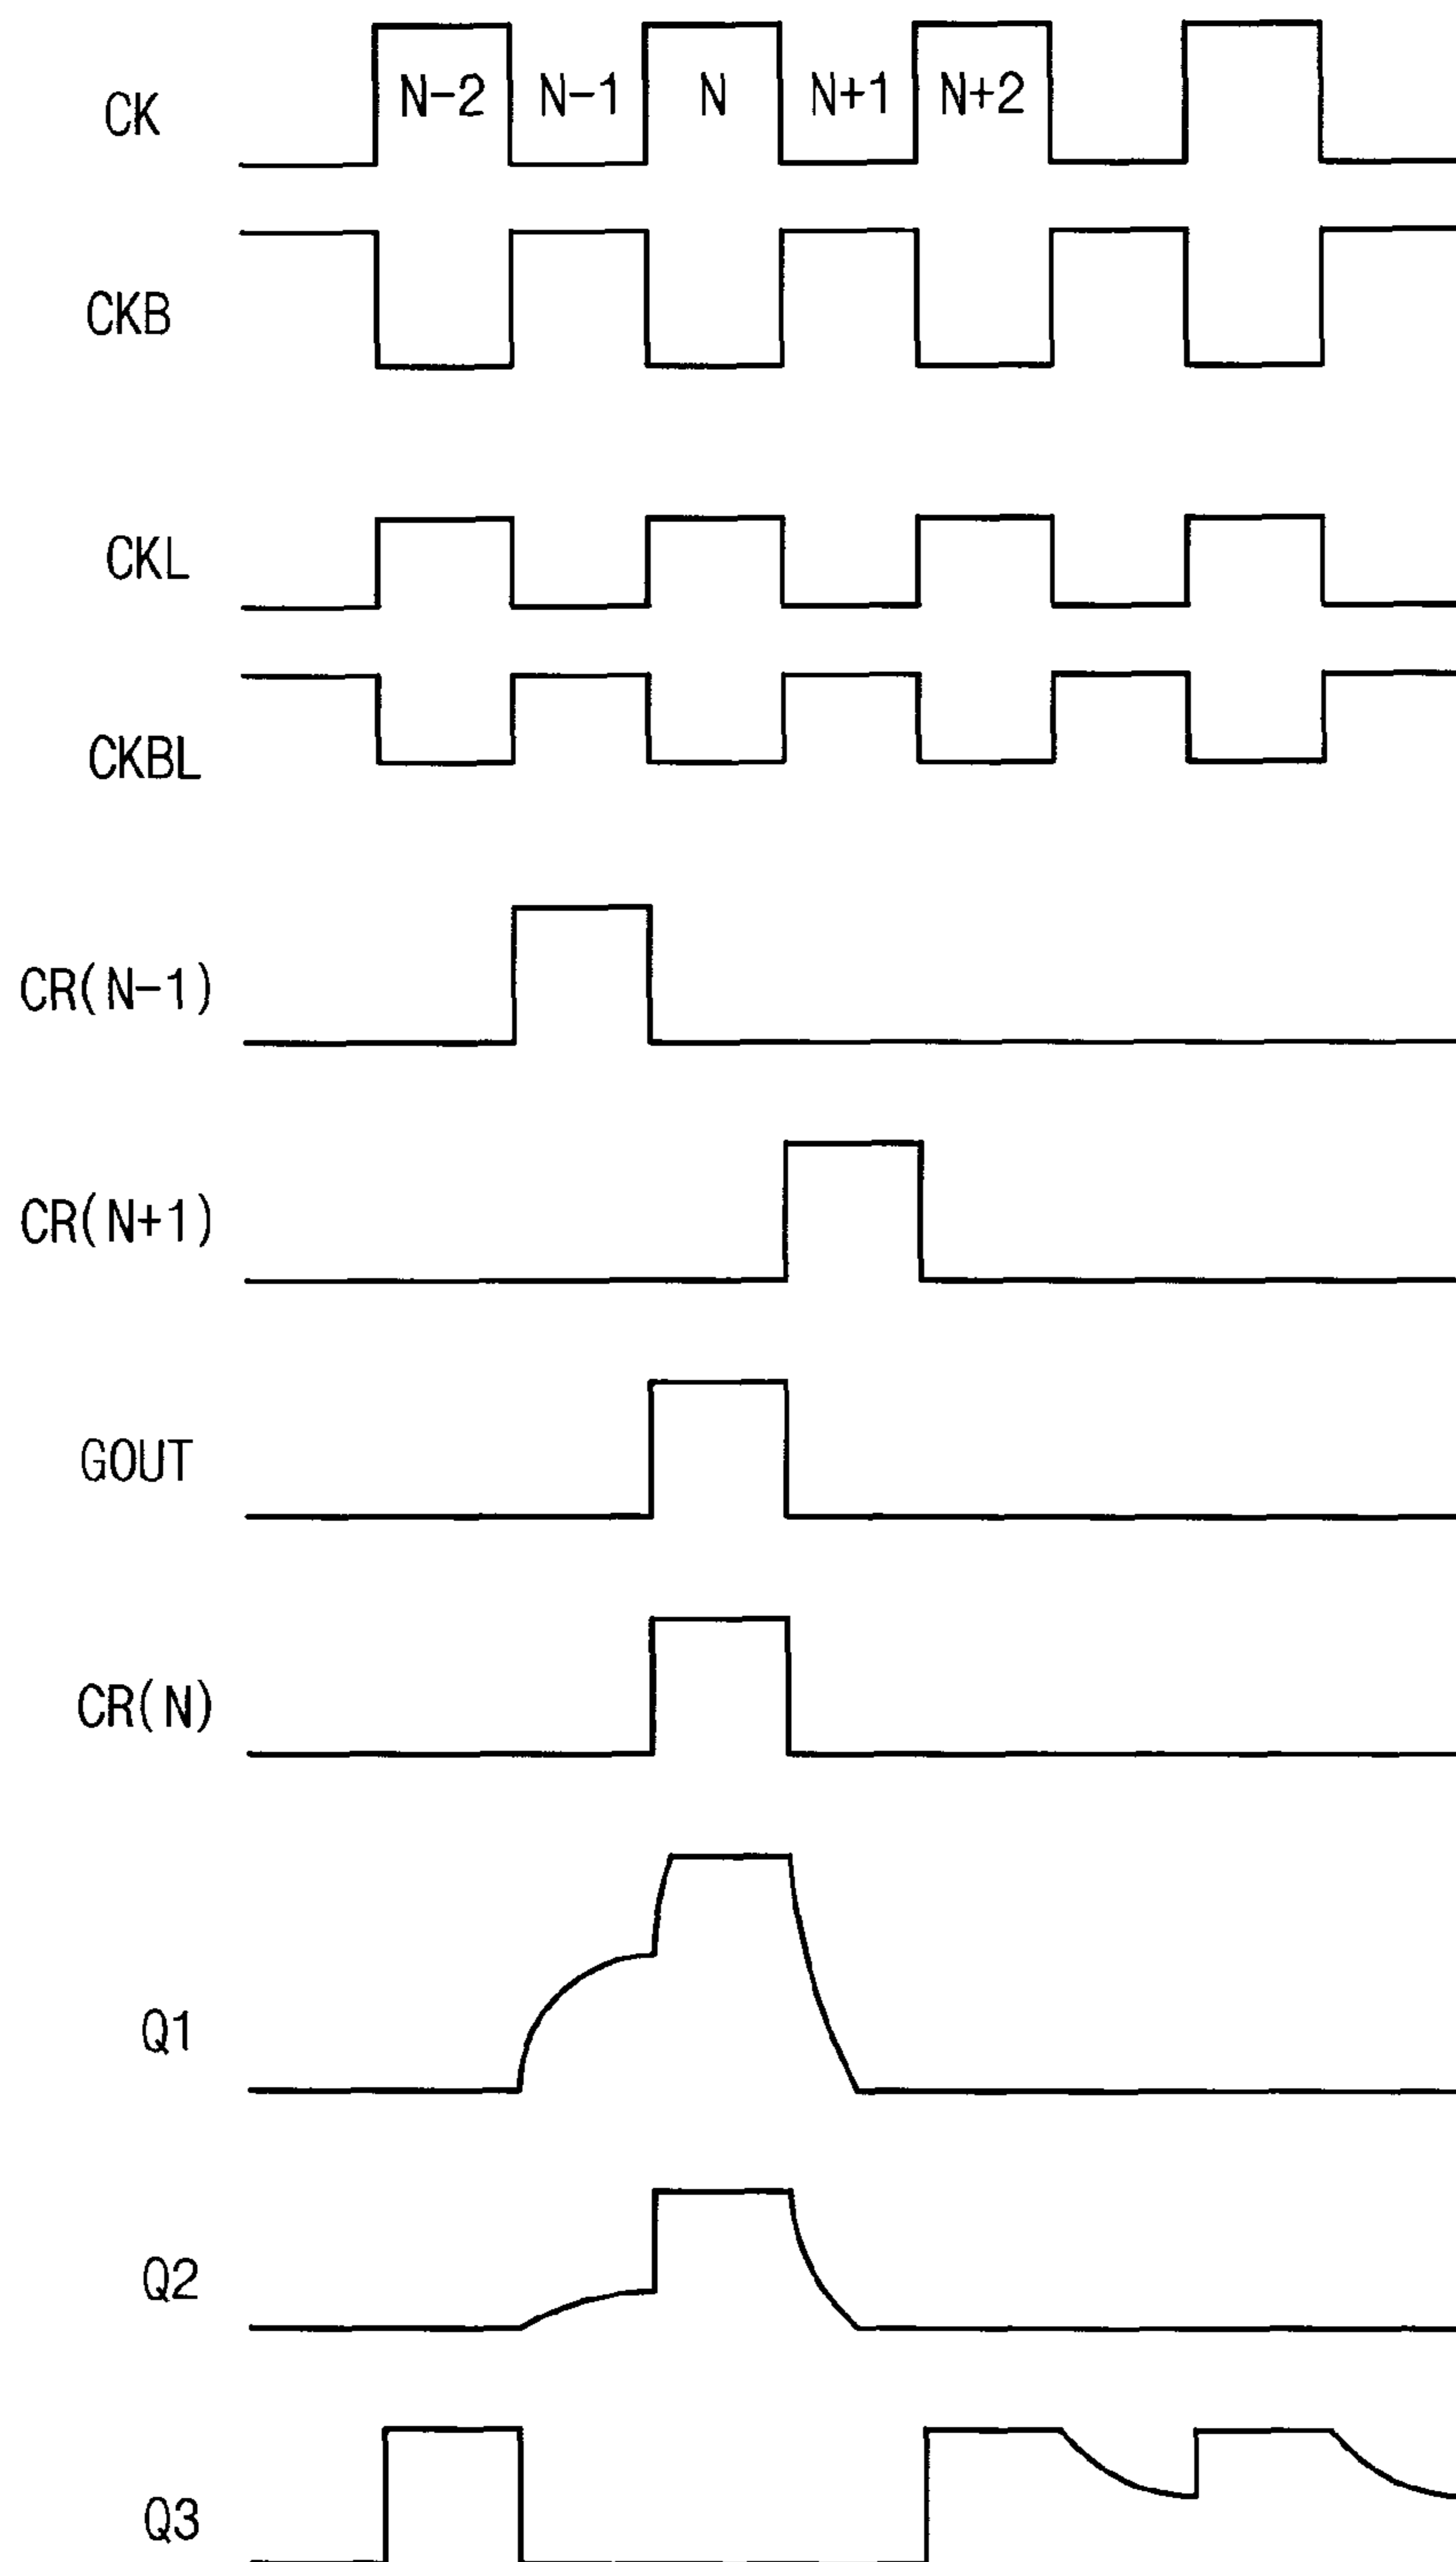 CK
N-2 N-1 N N+1 N+2
CKB
CKL
CKBL
CR(N-1)
CR(N+1)
GOUT
CR(N)
Q1
Q2
Q3